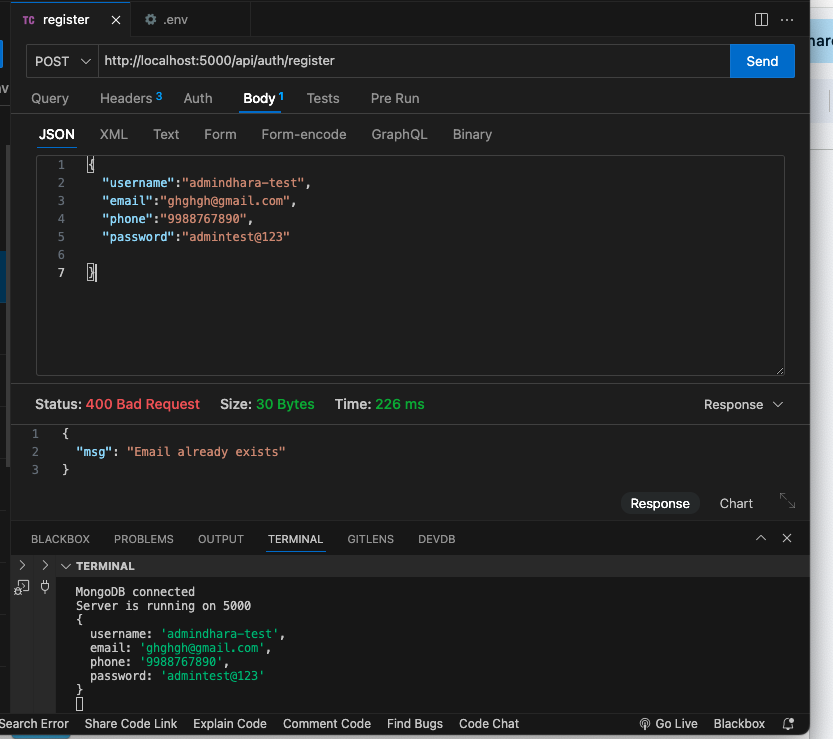 TC register
.env
POST http://localhost:5000/api/auth/register Send
Query Headers 3 Auth Body 1 Tests Pre Run
JSON XML Text Form Form-encode GraphQL Binary
1 {
2 "username":"admindhara-test",
3 "email":"ghghgh@gmail.com",
4 "phone":"9988767890",
5 "password":"admintest@123"
6
7 }
Status: 400 Bad Request Size: 30 Bytes Time: 226 ms Response
1 {
2 "msg": "Email already exists"
3 }
Response Chart
BLACKBOX PROBLEMS OUTPUT TERMINAL GITLENS DEVDB
TERMINAL
MongoDB connected
Server is running on 5000
{
username: 'admindhara-test',
email: 'ghghgh@gmail.com',
phone: '9988767890',
password: 'admintest@123'
}
Search Error Share Code Link Explain Code Comment Code Find Bugs Code Chat Go Live Blackbox